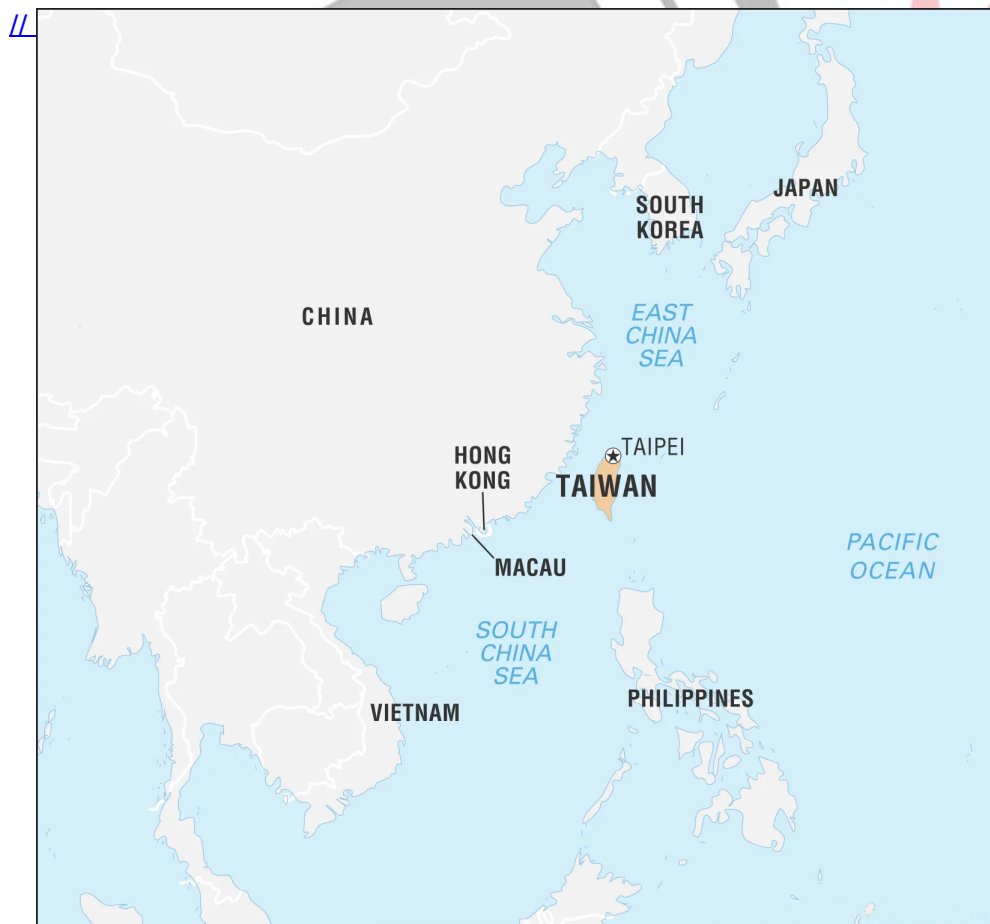 //
JAPAN
SOUTH
KOREA
CHINA
EAST
CHINA
SEA
TAIPEI
HONG
KONG
TAIWAN
PACIFIC
OCEAN
MACAU
SOUTH
CHINA
SEA
PHILIPPINES
VIETNAM